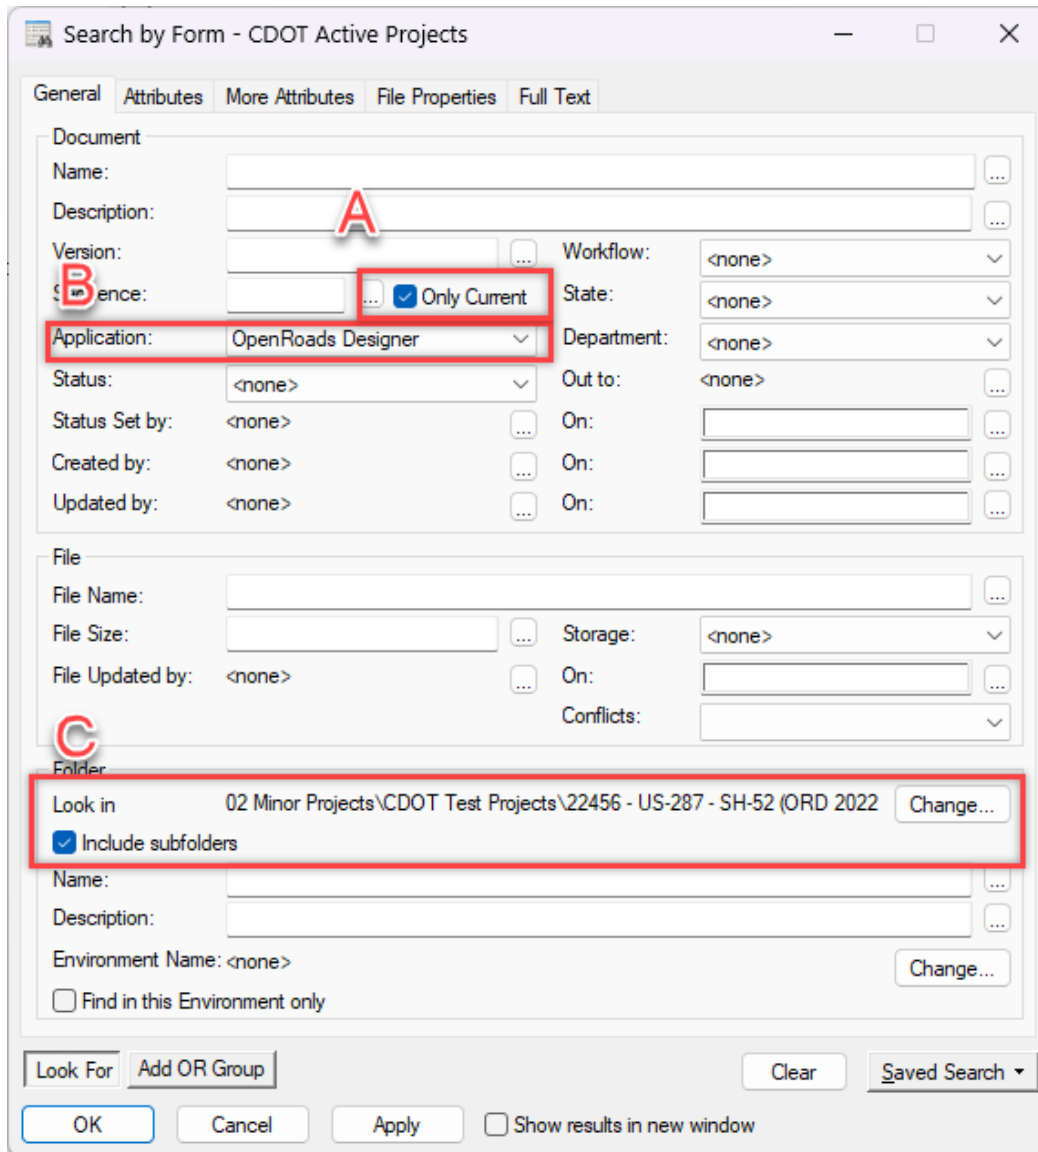 Search by Form - CDOT Active Projects
General Attributes More Attributes File Properties Full Text
Document
Name: ...
Description: ...
A
Version: ... Workflow: <none>
B
ence: ... Only Current State: <none>
Application: OpenRoads Designer Department: <none>
Status: <none> Out to: <none> ...
Status Set by: <none> ... On: ...
Created by: <none> ... On: ...
Updated by: <none> ... On: ...
File
File Name: ...
File Size: ... Storage: <none>
File Updated by: <none> ... On: ...
Conflicts:
C
Folder
Look in 02 Minor Projects\CDOT Test Projects\22456 - US-287 - SH-52 (ORD 2022 Change...
Include subfolders
Name: ...
Description: ...
Environment Name: <none> Change...
Find in this Environment only
Look For Add OR Group Clear Saved Search
OK Cancel Apply Show results in new window